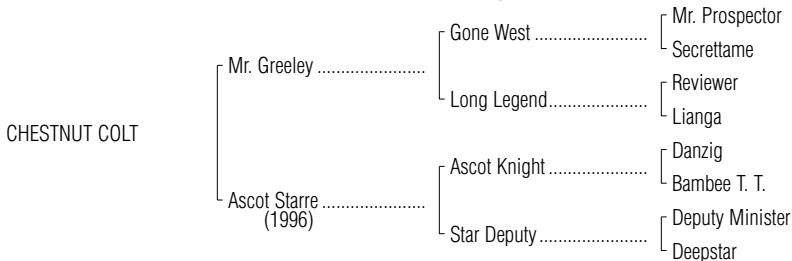 Mr. Prospector
Gone West ...........................
Secrettame
Mr. Greeley ..........................
Reviewer
Long Legend........................
Lianga
CHESTNUT COLT
Danzig
Ascot Knight ........................
Bambee T. T.
Ascot Starre .........................
(1996)
Deputy Minister
Star Deputy..........................
Deepstar